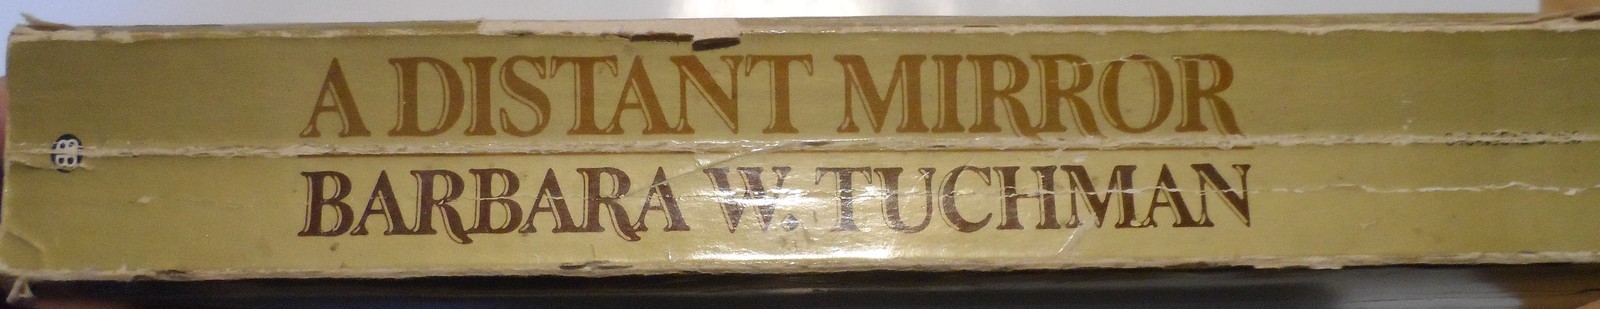 A DISTANT MIRROR
BARBARA W. TUCHMAN